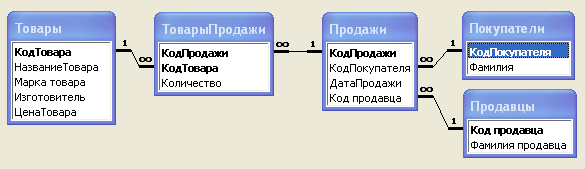 Товары
КодТовара
НазваниеТовара
Марка товара
Изготовитель
ЦенаТовара
1
∞
ТоварыПродажи
КодПродажи
КодТовара
Количество
∞
1
Продажи
КодПродажи
КодПокупателя
ДатаПродажи
Код продавца
∞
1
∞
1
Покупатели
КодПокупателя
Фамилия
Продавцы
Код продавца
Фамилия продавца